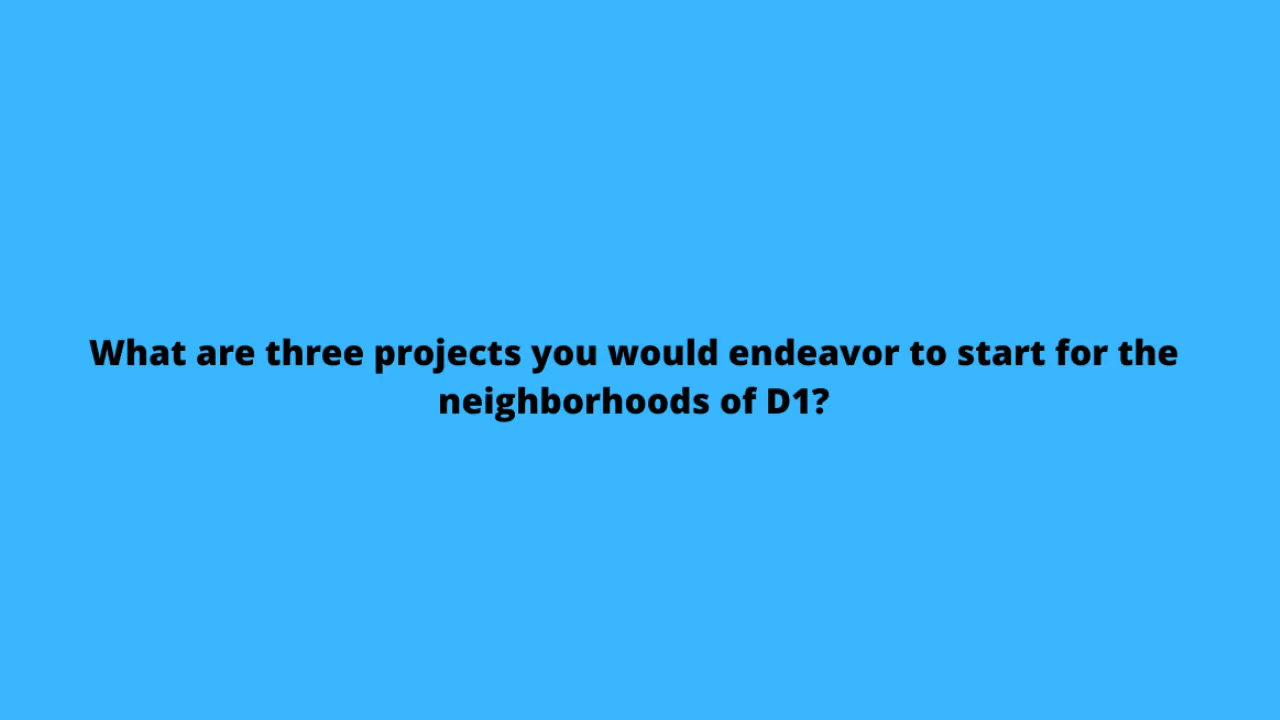 What are three projects you would endeavor to start for the
neighborhoods of D1?